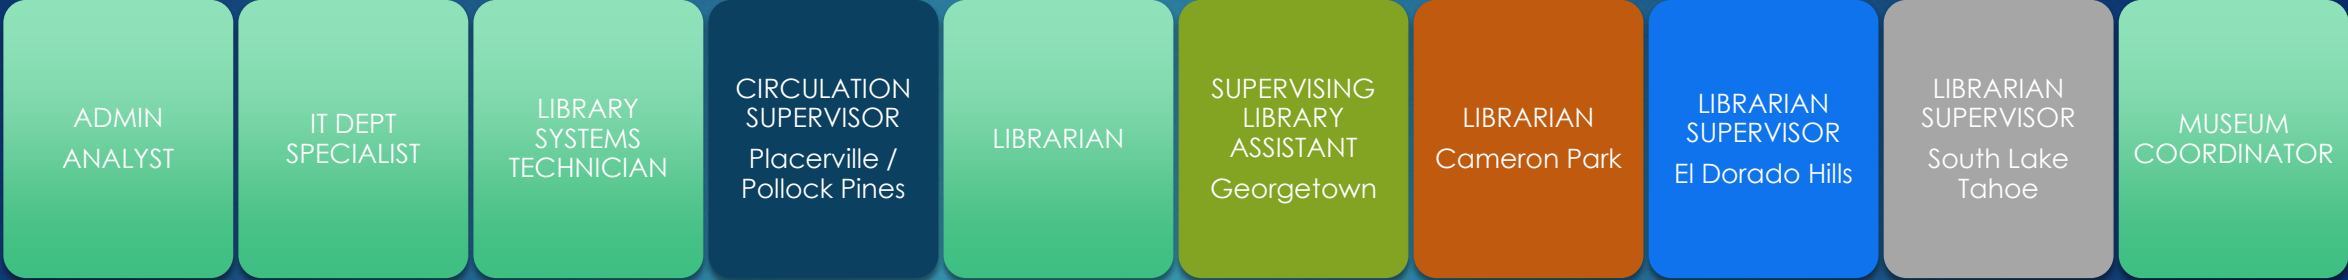 ADMIN
ANALYST
IT DEPT
SPECIALIST
LIBRARY
SYSTEMS
TECHNICIAN
CIRCULATION
SUPERVISOR
Placerville /
Pollock Pines
LIBRARIAN
SUPERVISING
LIBRARY
ASSISTANT
Georgetown
LIBRARIAN
Cameron Park
LIBRARIAN
SUPERVISOR
El Dorado Hills
LIBRARIAN
SUPERVISOR
South Lake
Tahoe
MUSEUM
COORDINATOR